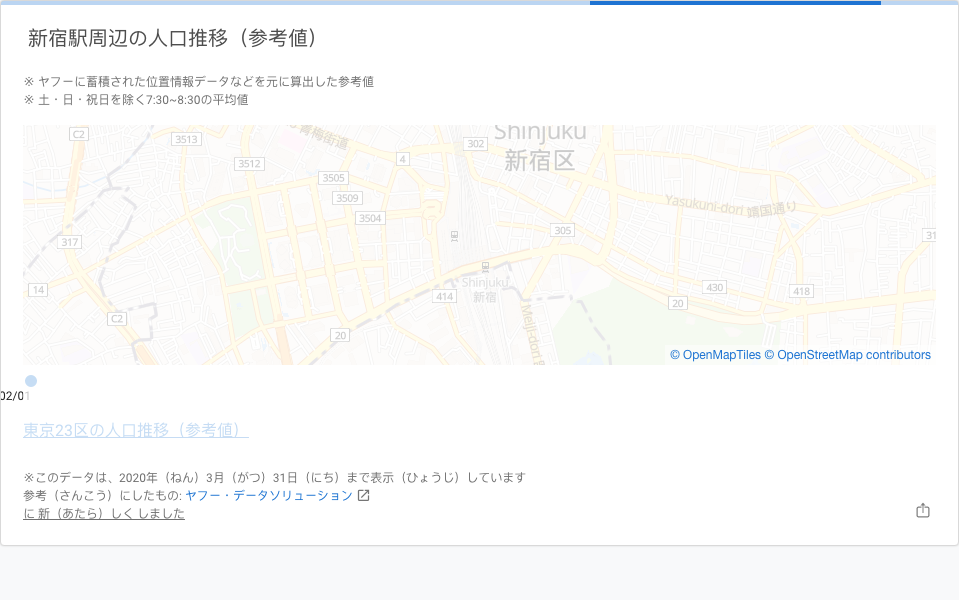 新宿駅周辺の人口推移（参考値）
※ ヤフーに蓄積された位置情報データなどを元に算出した参考値
※ 土・日・祝日を除く7:30~8:30の平均値
C2
3513
青梅街道
302
Shinjuku
新宿区
3512
4
3505
3509
Yasukuni-dori 靖国通り
3504
305
317
31
Shinjuku
新宿
14
414
430
418
20
C2
20
Meiji-dori
© OpenMapTiles © OpenStreetMap contributors
02/01
東京23区の人口推移（参考値）
※このデータは、2020年（ねん）3月（がつ）31日（にち）まで表示（ひょうじ）しています
参考（さんこう）にしたもの: ヤフー・データソリューション
に 新（あたら）しく しました